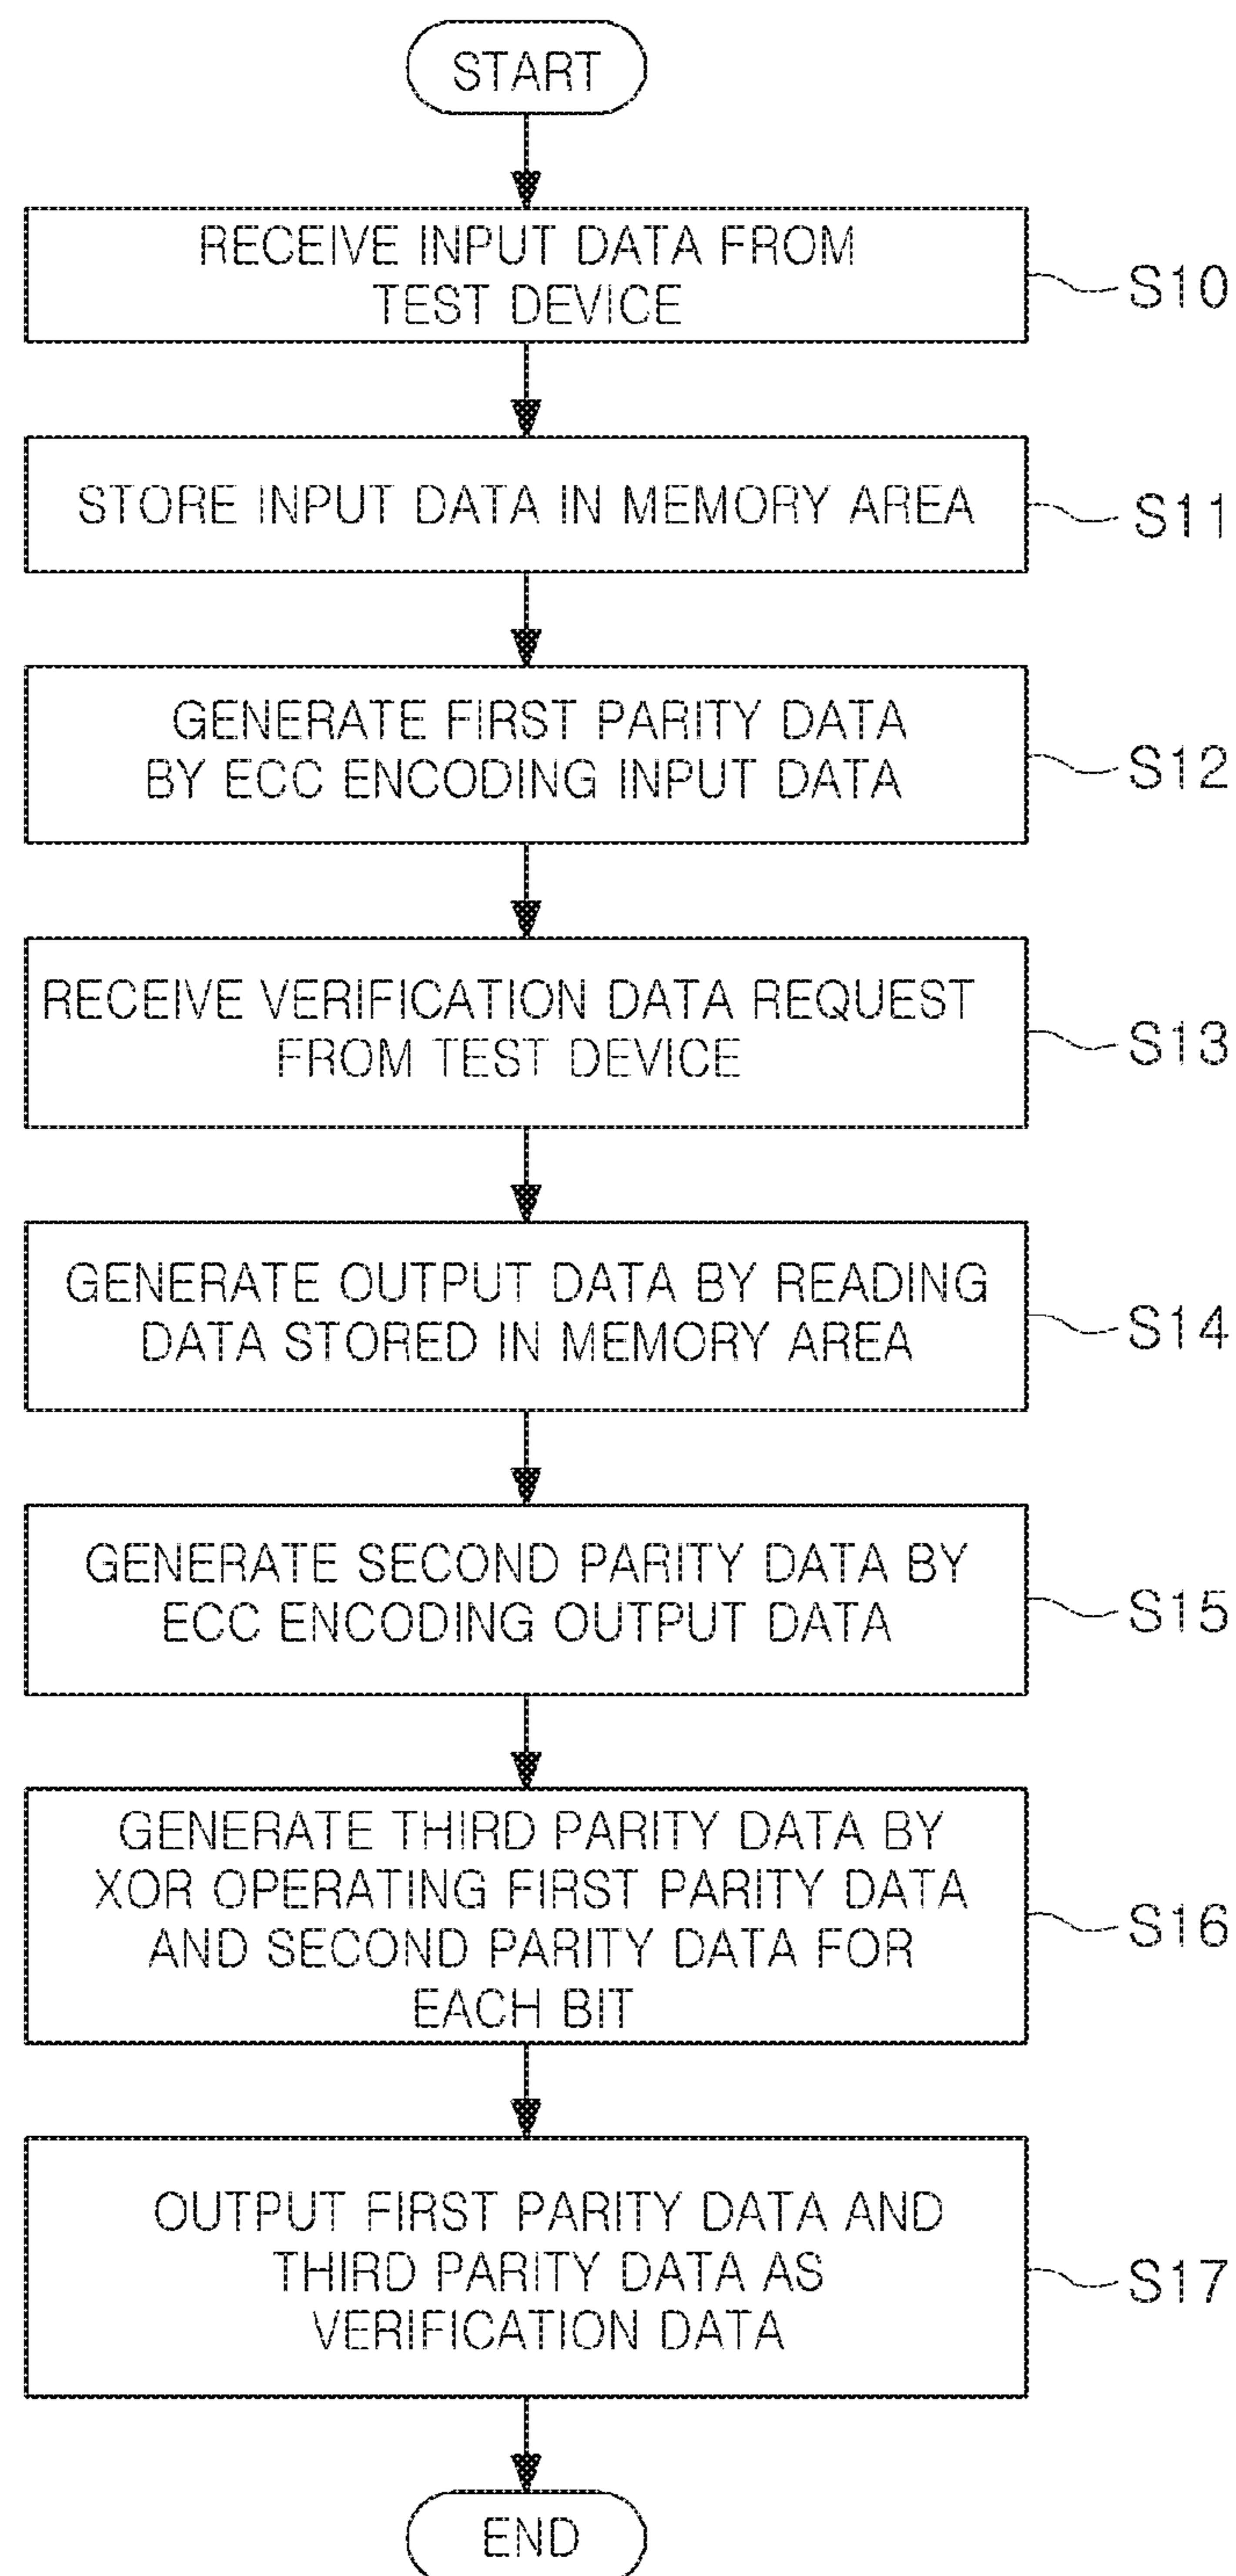 START
RECEIVE INPUT DATA FROM
TEST DEVICE
S10
STORE INPUT DATA IN MEMORY AREA
S11
GENERATE FIRST PARITY DATA
BY ECC ENCODING INPUT DATA
S12
RECEIVE VERIFICATION DATA REQUEST
FROM TEST DEVICE
S13
GENERATE OUTPUT DATA BY READING
DATA STORED IN MEMORY AREA
S14
GENERATE SECOND PARITY DATA BY
ECC ENCODING OUTPUT DATA
S15
GENERATE THIRD PARITY DATA BY
XOR OPERATING FIRST PARITY DATA
AND SECOND PARITY DATA FOR
EACH BIT
S16
OUTPUT FIRST PARITY DATA AND
THIRD PARITY DATA AS
VERIFICATION DATA
S17
END